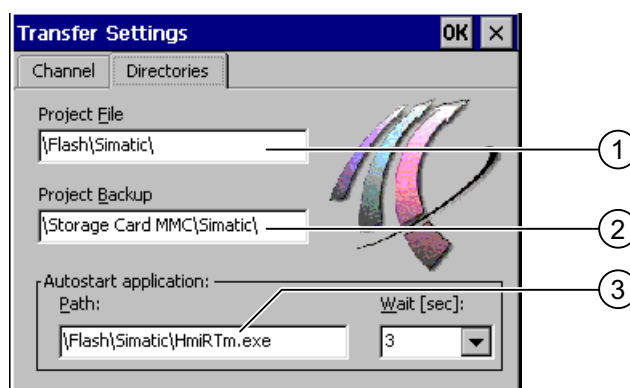 Transfer Settings OK ×
Channel Directories
Project File
\Flash\Simatic\
1
Project Backup
\Storage Card MMC\Simatic\
2
Autostart application:
3
Path: Wait [sec]:
\Flash\Simatic\HmiRTm.exe 3